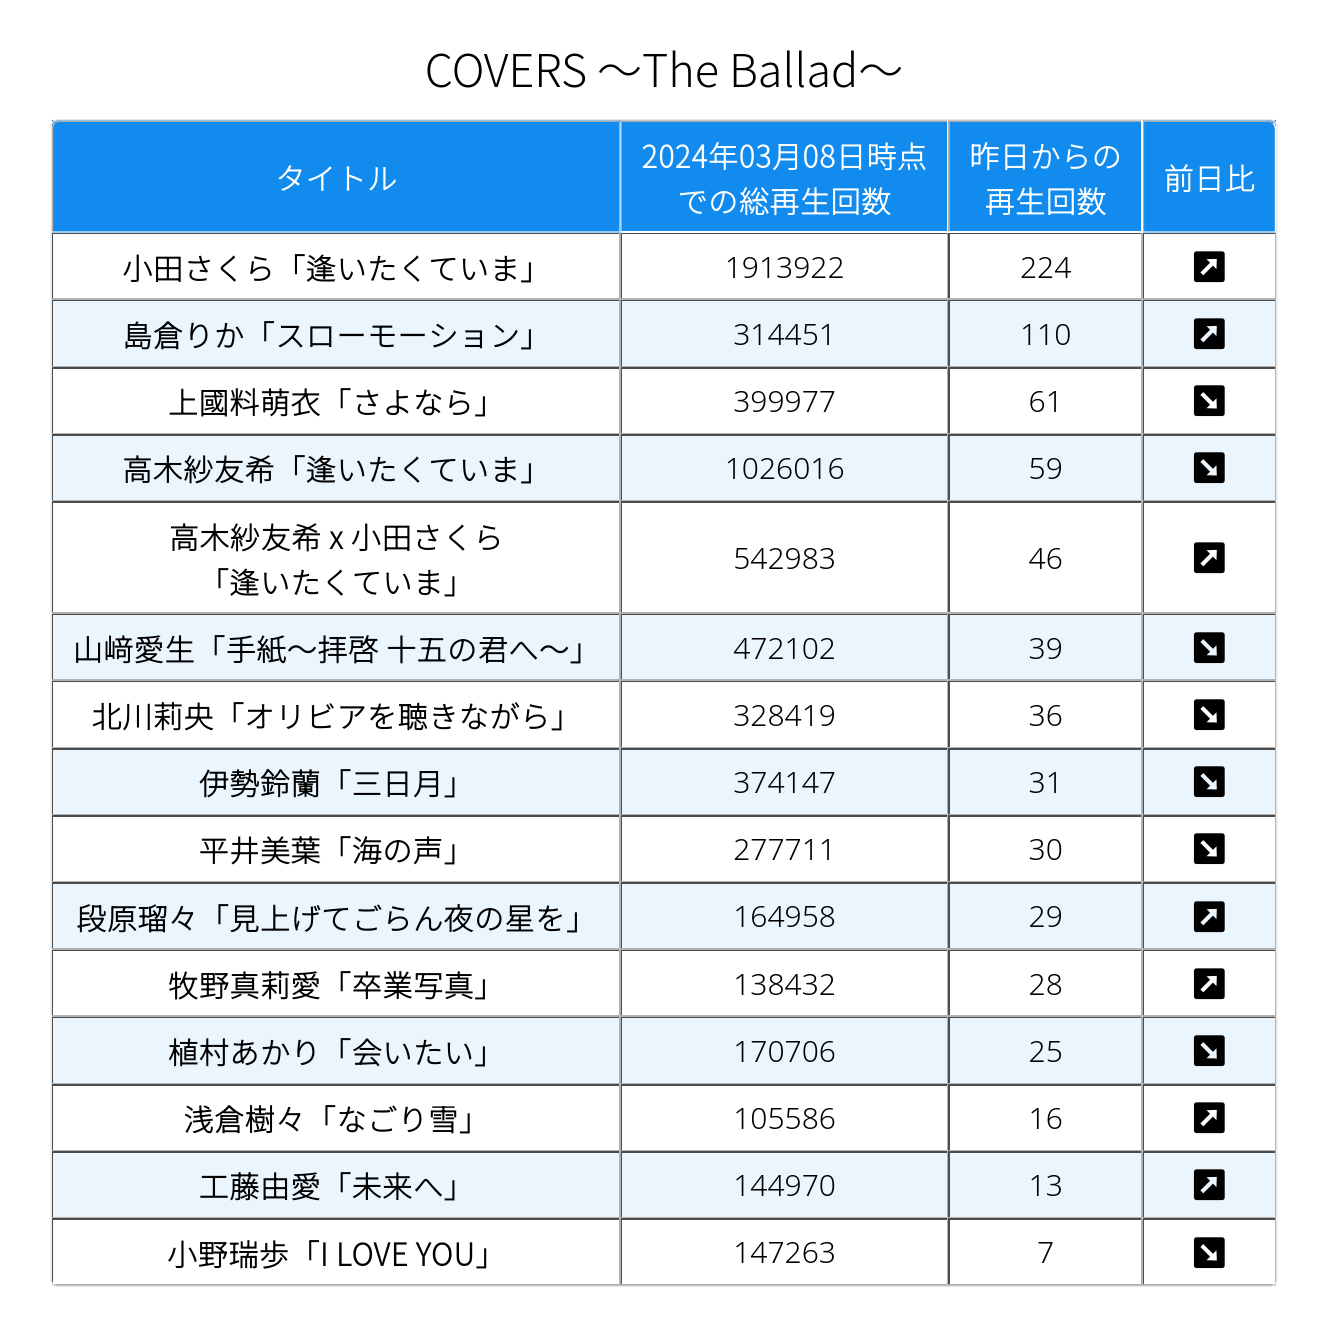 COVERS ～The Ballad～
タイトル
2024年03月08日時点
での総再生回数
昨日からの
再生回数
前日比
小田さくら「逢いたくていま」 1913922 224 ↗
島倉りか「スローモーション」 314451 110 ↗
上國料萌衣「さよなら」 399977 61 ↘
高木紗友希「逢いたくていま」 1026016 59 ↘
高木紗友希 x 小田さくら
「逢いたくていま」 542983 46 ↗
山﨑愛生「手紙～拝啓 十五の君へ～」 472102 39 ↘
北川莉央「オリビアを聴きながら」 328419 36 ↘
伊勢鈴蘭「三日月」 374147 31 ↘
平井美葉「海の声」 277711 30 ↘
段原瑠々「見上げてごらん夜の星を」 164958 29 ↗
牧野真莉愛「卒業写真」 138432 28 ↗
植村あかり「会いたい」 170706 25 ↘
浅倉樹々「なごり雪」 105586 16 ↗
工藤由愛「未来へ」 144970 13 ↗
小野瑞歩「I LOVE YOU」 147263 7 ↘